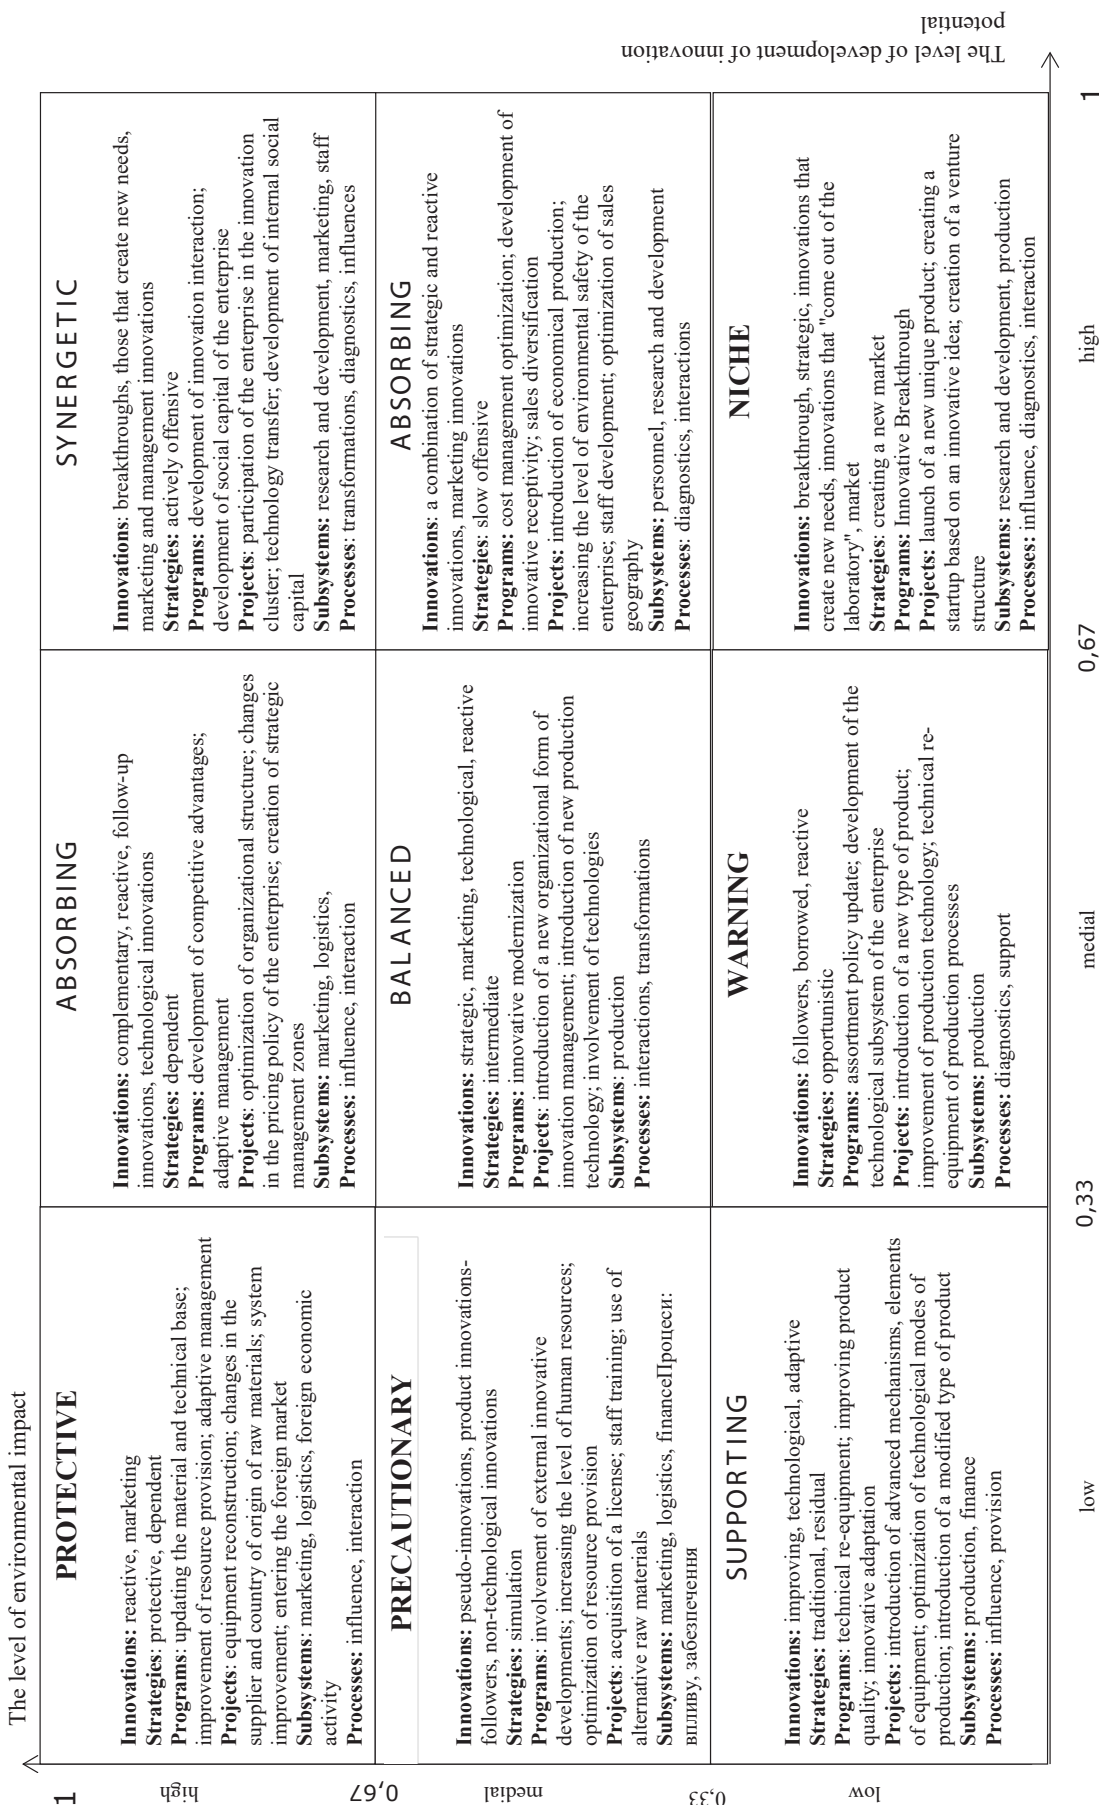 The level of environmental impact
1
PROTECTIVE
Innovations: reactive, marketing
Strategies: protective, dependent
Programs: updating the material and technical base;
improvement of resource provision; adaptive management
Projects: equipment reconstruction; changes in the
supplier and country of origin of raw materials; system
improvement; entering the foreign market
Subsystems: marketing, logistics, foreign economic
activity
Processes: influence, interaction
ABSORBING
Innovations: complementary, reactive, follow-up
innovations, technological innovations
Strategies: dependent
Programs: development of competitive advantages;
adaptive management
Projects: optimization of organizational structure; changes
in the pricing policy of the enterprise; creation of strategic
management zones
Subsystems: marketing, logistics,
Processes: influence, interaction
SYNERGETIC
Innovations: breakthroughs, those that create new needs,
marketing and management innovations
Strategies: actively offensive
Programs: development of innovation interaction;
development of social capital of the enterprise
Projects: participation of the enterprise in the innovation
cluster; technology transfer; development of internal social
capital
Subsystems: research and development, marketing, staff
Processes: transformations, diagnostics, influences
high
0,67
PRECAUTIONARY
Innovations: pseudo-innovations, product innovations-
followers, non-technological innovations
Strategies: simulation
Programs: involvement of external innovative
developments; increasing the level of human resources;
optimization of resource provision
Projects: acquisition of a license; staff training; use of
alternative raw materials
Subsystems: marketing, logistics, financeПроцеси:
впливу, забезпечення
BALANCED
Innovations: strategic, marketing, technological, reactive
Strategies: intermediate
Programs: innovative modernization
Projects: introduction of a new organizational form of
innovation management; introduction of new production
technology; involvement of technologies
Subsystems: production
Processes: interactions, transformations
ABSORBING
Innovations: a combination of strategic and reactive
innovations, marketing innovations
Strategies: slow offensive
Programs: cost management optimization; development of
innovative receptivity; sales diversification
Projects: introduction of economical production;
increasing the level of environmental safety of the
enterprise; staff development; optimization of sales
geography
Subsystems: personnel, research and development
Processes: diagnostics, interactions
medial
0,33
SUPPORTING
Innovations: improving, technological, adaptive
Strategies: traditional, residual
Programs: technical re-equipment; improving product
quality; innovative adaptation
Projects: introduction of advanced mechanisms, elements
of equipment; optimization of technological modes of
production; introduction of a modified type of product
Subsystems: production, finance
Processes: influence, provision
WARNING
Innovations: followers, borrowed, reactive
Strategies: opportunistic
Programs: assortment policy update; development of the
technological subsystem of the enterprise
Projects: introduction of a new type of product;
improvement of production technology; technical re-
equipment of production processes
Subsystems: production
Processes: diagnostics, support
NICHE
Innovations: breakthrough, strategic, innovations that
create new needs, innovations that "come out of the
laboratory", market
Strategies: creating a new market
Programs: Innovative Breakthrough
Projects: launch of a new unique product; creating a
startup based on an innovative idea; creation of a venture
structure
Subsystems: research and development, production
Processes: influence, diagnostics, interaction
low
The level of development of innovation
potential
low
0,33
medial
0,67
high
1